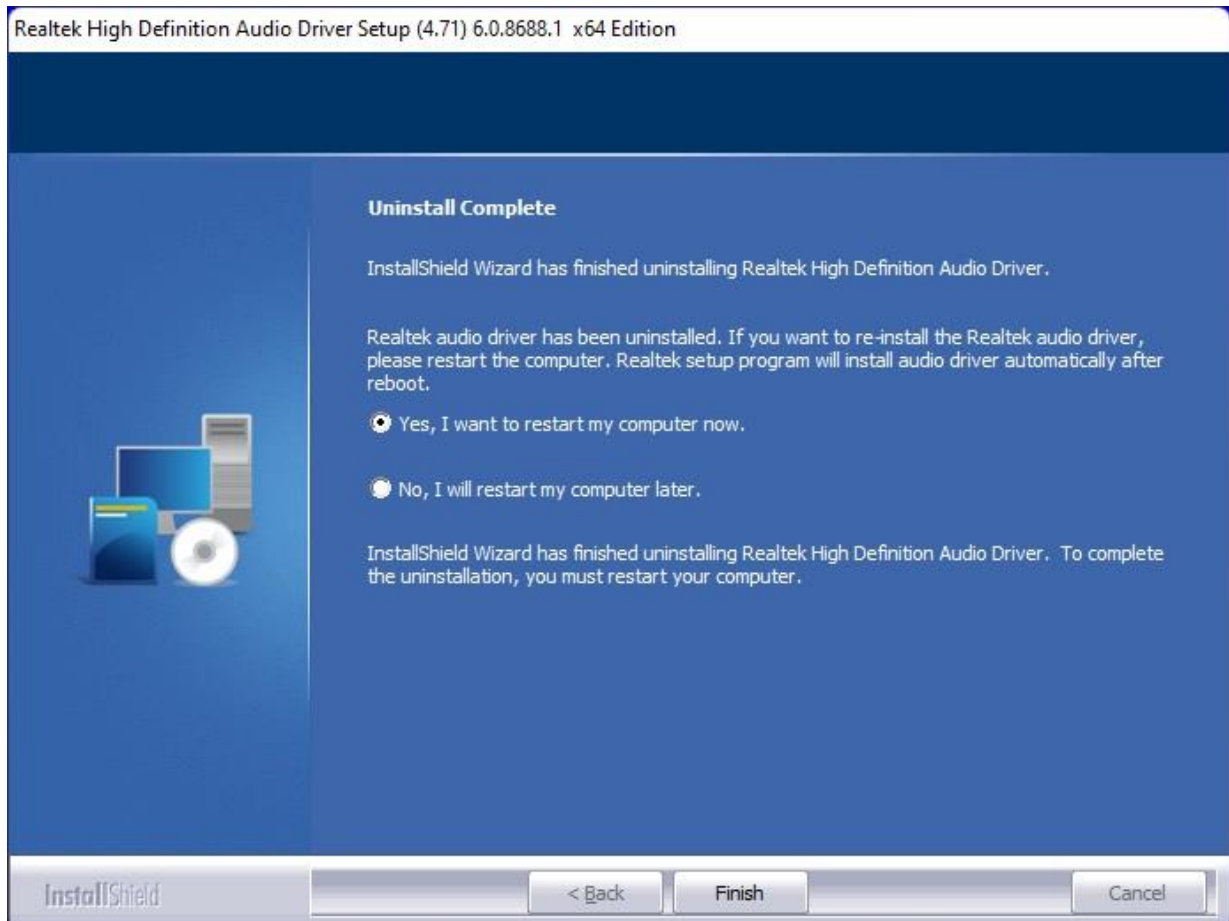 Realtek High Definition Audio Driver Setup (4.71) 6.0.8688.1 x64 Edition
Uninstall Complete
InstallShield Wizard has finished uninstalling Realtek High Definition Audio Driver.
Realtek audio driver has been uninstalled. If you want to re-install the Realtek audio driver,
please restart the computer. Realtek setup program will install audio driver automatically after
reboot.
Yes, I want to restart my computer now.
No, I will restart my computer later.
InstallShield Wizard has finished uninstalling Realtek High Definition Audio Driver. To complete
the uninstallation, you must restart your computer.
InstallShield
< Back
Finish
Cancel